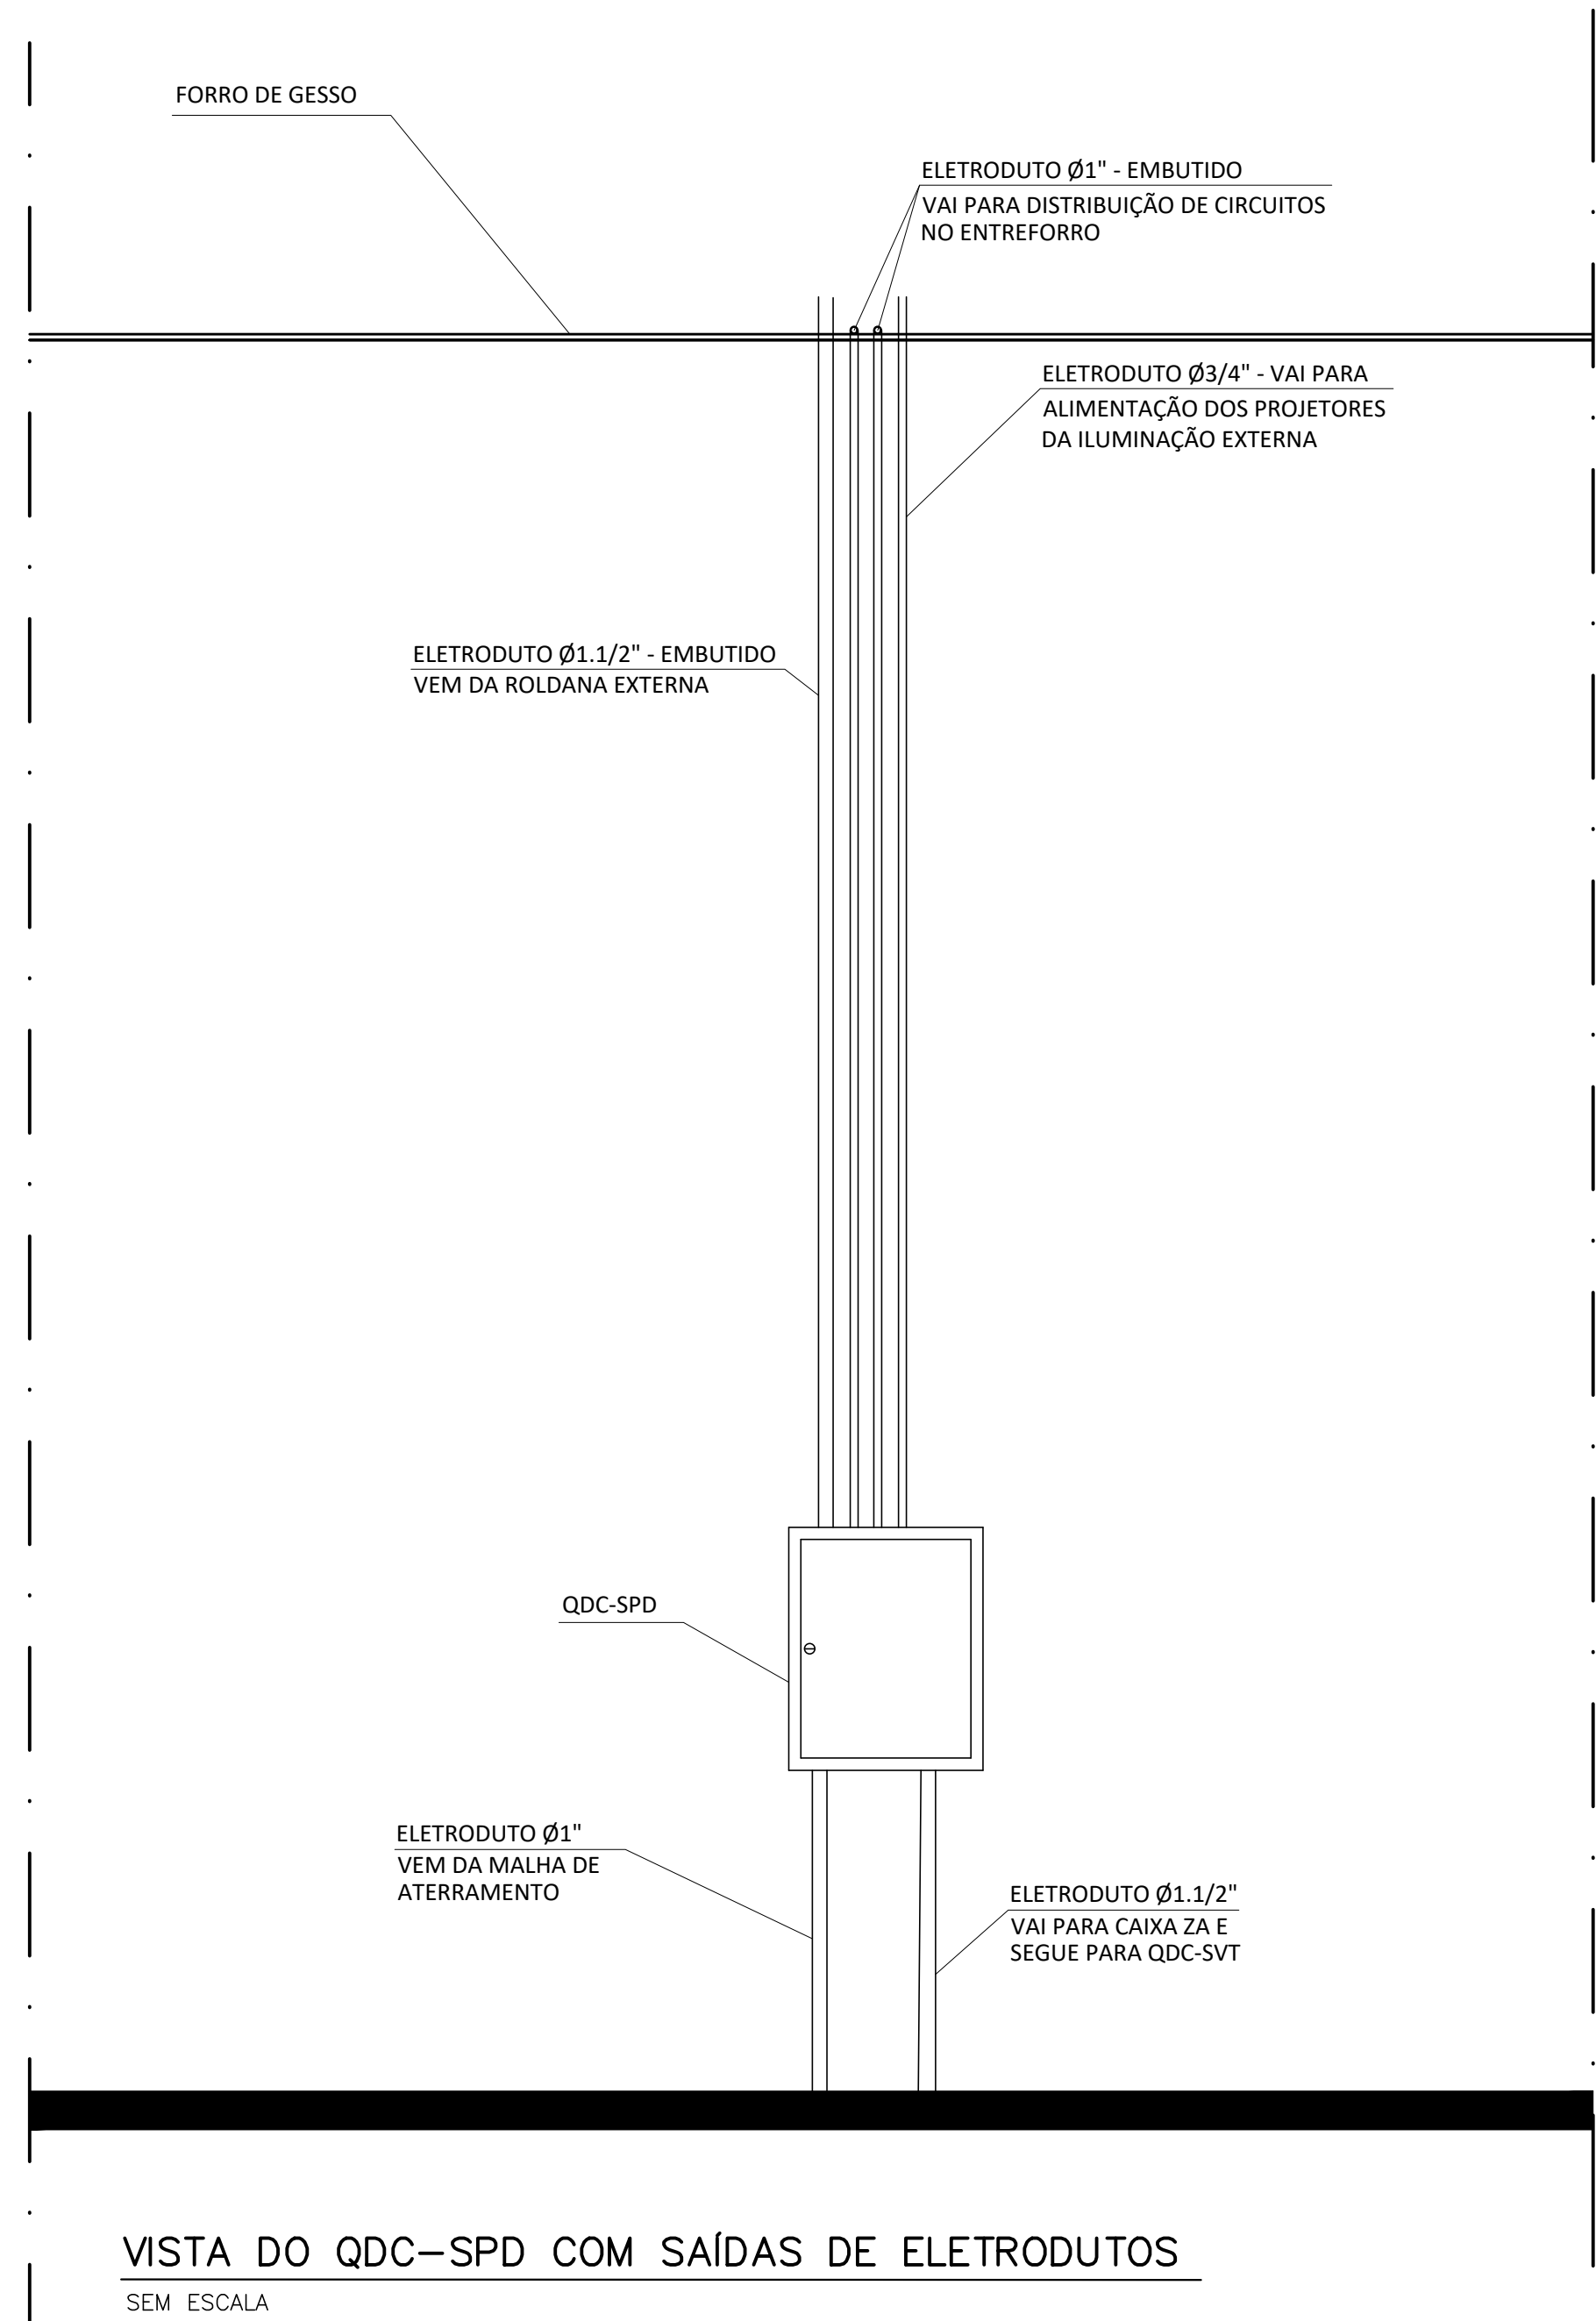 FORRO DE GESSO
ELETRODUTO Ø1" - EMBUTIDO
VAI PARA DISTRIBUIÇÃO DE CIRCUITOS
NO ENTREFORRO
ELETRODUTO Ø3/4" - VAI PARA
ALIMENTAÇÃO DOS PROJETORES
DA ILUMINAÇÃO EXTERNA
ELETRODUTO Ø1.1/2" - EMBUTIDO
VEM DA ROLDANA EXTERNA
QDC-SPD
ELETRODUTO Ø1"
VEM DA MALHA DE
ATERRAMENTO
ELETRODUTO Ø1.1/2"
VAI PARA CAIXA ZA E
SEGUE PARA QDC-SVT
VISTA DO QDC-SPD COM SAÍDAS DE ELETRODUTOS
SEM ESCALA